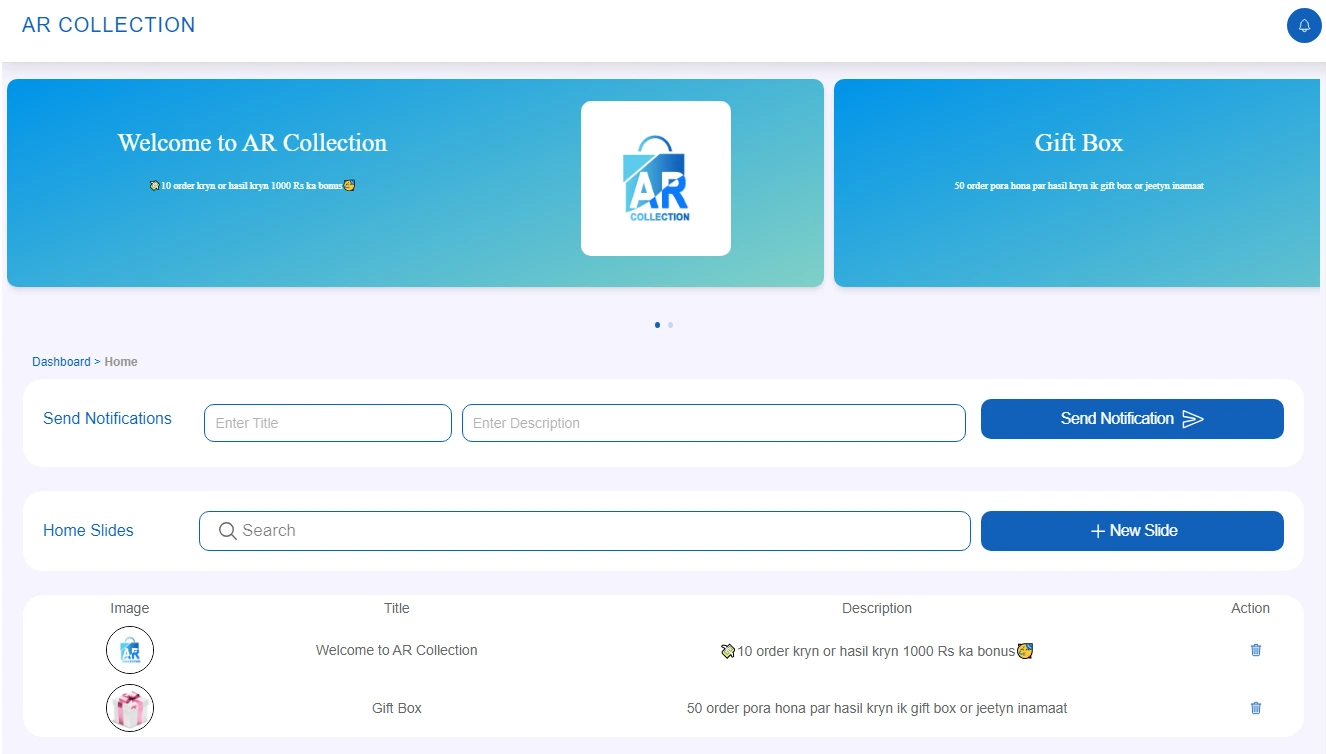 AR COLLECTION
Welcome to AR Collection
10 order kryn or hasil kryn 1000 Rs ka bonus
AR
COLLECTION
Gift Box
50 order pora hona par hasil kryn ik gift box or jeetyn inamaat
Dashboard > Home
Send Notifications
Enter Title
Enter Description
Send Notification
Home Slides
Search
+ New Slide
Image Title Description Action
AR
COLLECTION
Welcome to AR Collection 💸10 order kryn or hasil kryn 1000 Rs ka bonus🥳
Gift Box 50 order pora hona par hasil kryn ik gift box or jeetyn inamaat